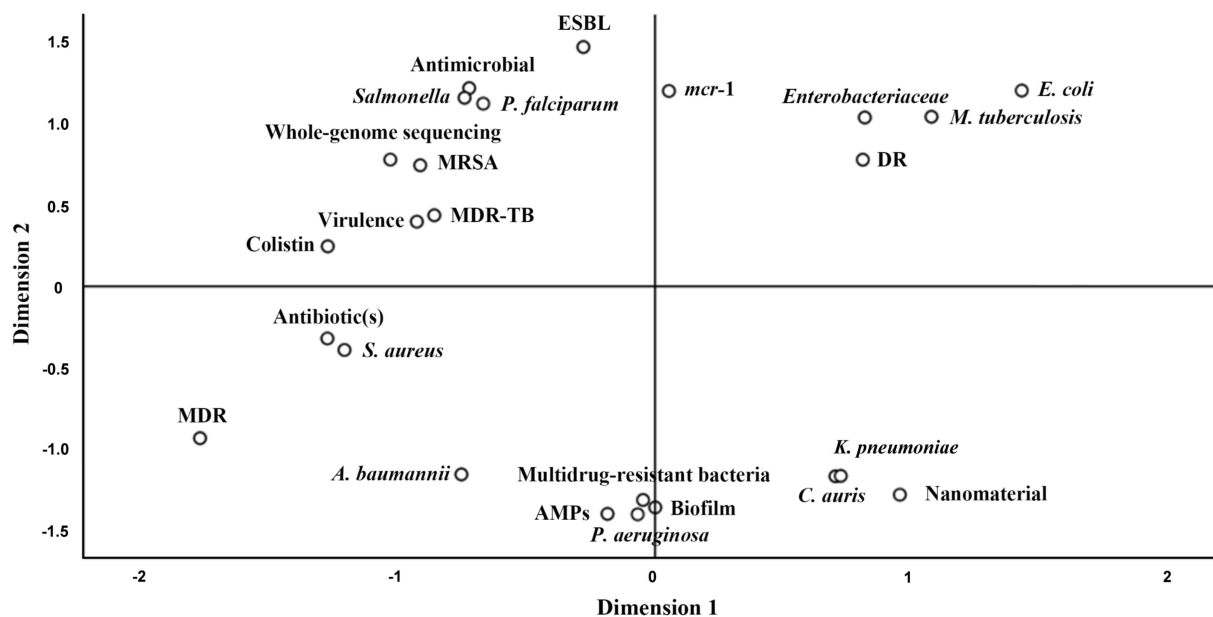 ESBL
1.5
Antimicrobial
Salmonella
P. falciparum
mcr-1
Enterobacteriaceae
E. coli
M. tuberculosis
1.0
Whole-genome sequencing
MRSA
DR
0.5
Virulence
MDR-TB
Colistin
0
Dimension 2
Antibiotic(s)
S. aureus
-0.5
MDR
-1.0
A. baumannii
Multidrug-resistant bacteria
K. pneumoniae
C. auris
Nanomaterial
AMPs
Biofilm
P. aeruginosa
-1.5
-2
-1
0
1
2
Dimension 1